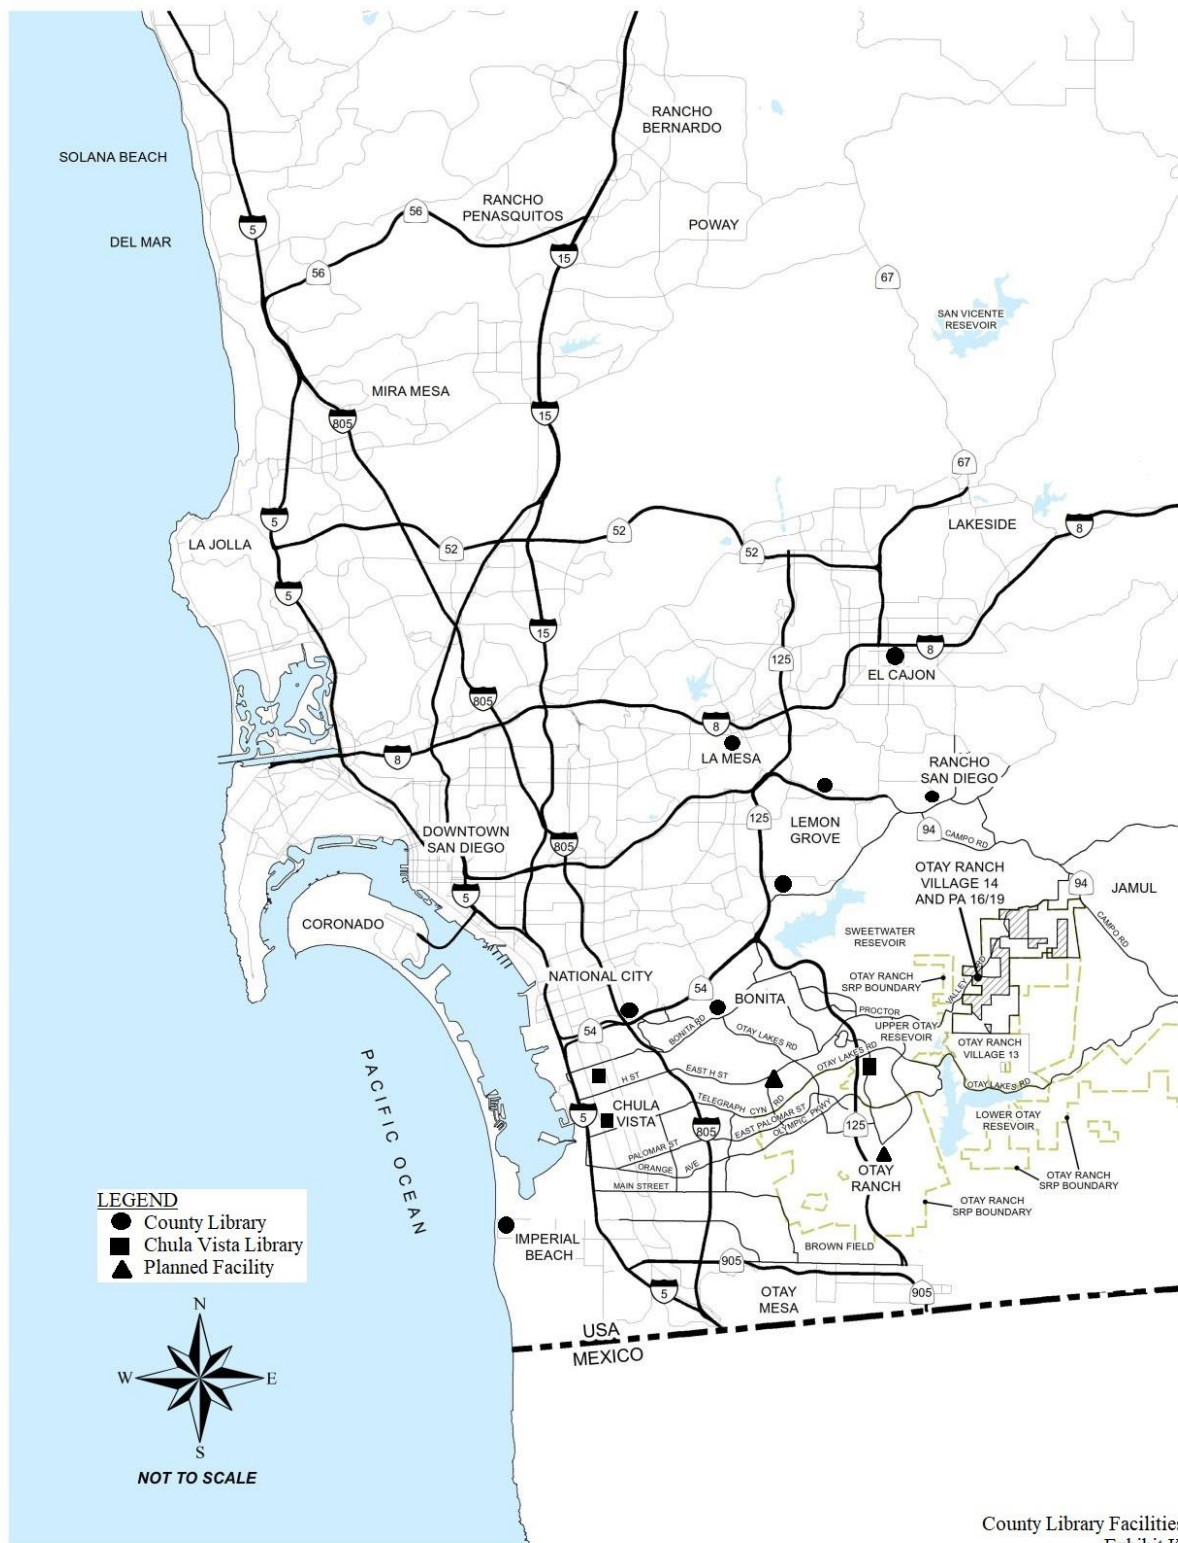 RANCHO
BERNARDO
SOLANA BEACH
RANCHO
PENASQUITOS
56
5
POWAY
DEL MAR
15
56
67
SAN VICENTE
RESEVOIR
MIRA MESA
15
805
67
5
LAKESIDE
8
52
52
52
LA JOLLA
5
15
125
8
EL CAJON
805
8
LA MESA
8
RANCHO
SAN DIEGO
125
LEMON
GROVE
94
CAMPO RD
DOWNTOWN
SAN DIEGO
805
OTAY RANCH
VILLAGE 14
AND PA 16/19
94
JAMUL
5
CORONADO
CAMPO RD
SWEETWATER
RESEVOIR
NATIONAL CITY
OTAY RANCH
SRP BOUNDARY
VALLEY RD
54
BONITA
PROCTOR
54
BONITA RD
OTAY LAKES RD
UPPER OTAY
RESEVOIR
OTAY RANCH
VILLAGE 13
H ST
EAST H ST
OTAY LAKES RD
OTAY LAKES RD
PACIFIC OCEAN
CHULA
VISTA
5
TELEGRAPH CYN RD
EAST PALOMAR ST
OLYMPIC PKWY
805
125
LOWER OTAY
RESEVOIR
PALOMAR ST
ORANGE AVE
MAIN STREET
OTAY
RANCH
OTAY RANCH
SRP BOUNDARY
OTAY RANCH
SRP BOUNDARY
LEGEND
County Library
Chula Vista Library
Planned Facility
IMPERIAL
BEACH
BROWN FIELD
905
5
OTAY
MESA
905
USA
MEXICO
N
W
E
S
NOT TO SCALE
County Library Facilities